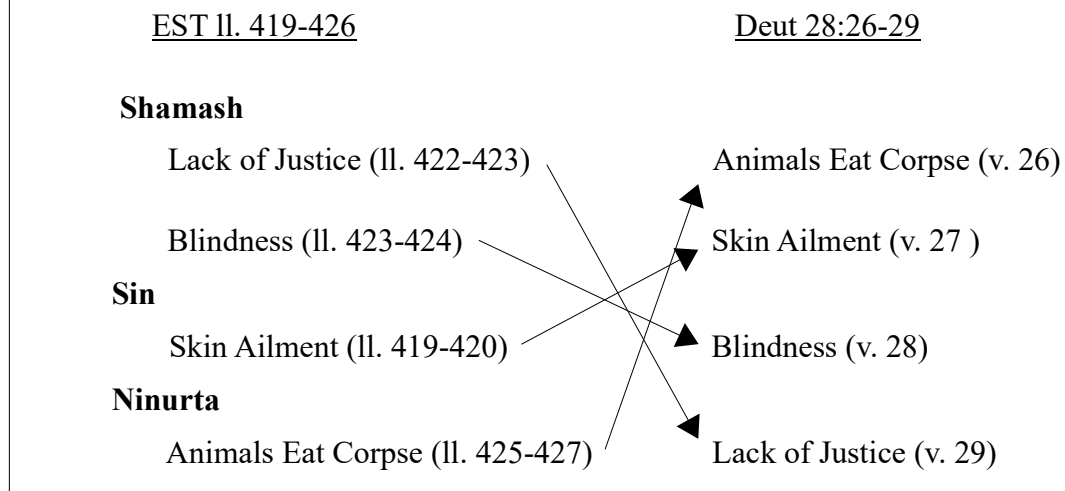 EST ll. 419-426 Deut 28:26-29
Shamash
Lack of Justice (ll. 422-423) Animals Eat Corpse (v. 26)
Blindness (ll. 423-424) Skin Ailment (v. 27 )
Sin
Skin Ailment (ll. 419-420) Blindness (v. 28)
Ninurta
Animals Eat Corpse (ll. 425-427) Lack of Justice (v. 29)